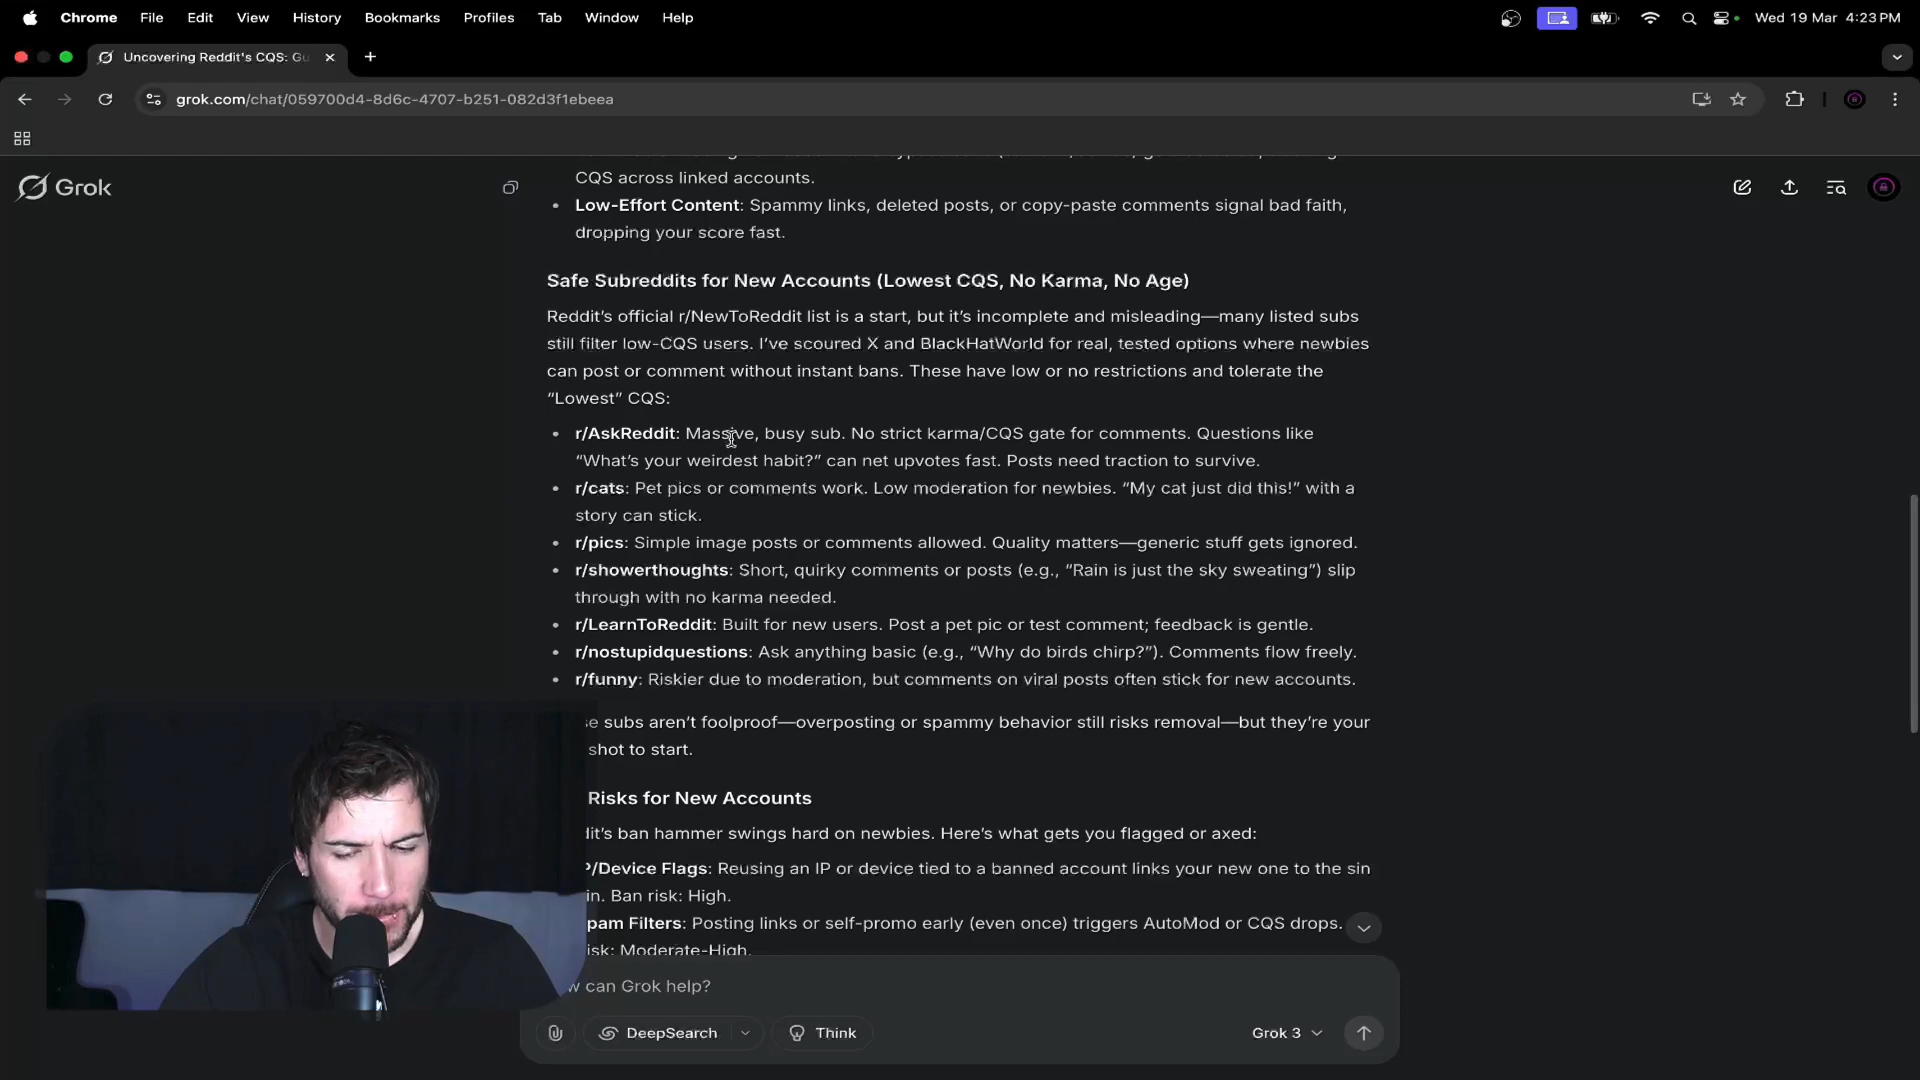 Chrome File Edit View History Bookmarks Profiles Tab Window Help Wed 19 Mar 4:23 PM
Uncovering Reddit's CQS: Gu
grok.com/chat/059700d4-8d6c-4707-b251-082d3f1ebeea
Grok
CQS across linked accounts.
• Low-Effort Content: Spammy links, deleted posts, or copy-paste comments signal bad faith,
dropping your score fast.
Safe Subreddits for New Accounts (Lowest CQS, No Karma, No Age)
Reddit’s official r/NewToReddit list is a start, but it’s incomplete and misleading—many listed subs
still filter low-CQS users. I’ve scoured X and BlackHatWorld for real, tested options where newbies
can post or comment without instant bans. These have low or no restrictions and tolerate the
“Lowest” CQS:
• r/AskReddit: Massive, busy sub. No strict karma/CQS gate for comments. Questions like
“What’s your weirdest habit?” can net upvotes fast. Posts need traction to survive.
• r/cats: Pet pics or comments work. Low moderation for newbies. “My cat just did this!” with a
story can stick.
• r/pics: Simple image posts or comments allowed. Quality matters—generic stuff gets ignored.
• r/showerthoughts: Short, quirky comments or posts (e.g., “Rain is just the sky sweating”) slip
through with no karma needed.
• r/LearnToReddit: Built for new users. Post a pet pic or test comment; feedback is gentle.
• r/nostupidquestions: Ask anything basic (e.g., “Why do birds chirp?”). Comments flow freely.
• r/funny: Riskier due to moderation, but comments on viral posts often stick for new accounts.
se subs aren’t foolproof—overposting or spammy behavior still risks removal—but they’re your
shot to start.
Risks for New Accounts
dit’s ban hammer swings hard on newbies. Here’s what gets you flagged or axed:
P/Device Flags: Reusing an IP or device tied to a banned account links your new one to the sin
in. Ban risk: High.
pam Filters: Posting links or self-promo early (even once) triggers AutoMod or CQS drops.
isk: Moderate-High.
w can Grok help?
DeepSearch Think Grok 3